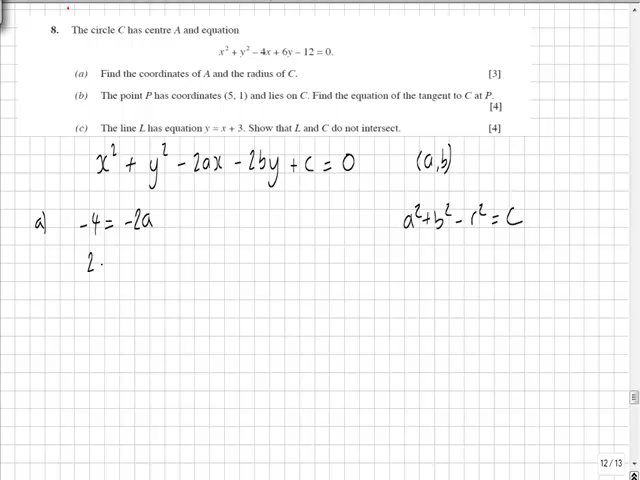 8. The circle C has centre A and equation
x² + y² – 4x + 6y – 12 = 0.
(a) Find the coordinates of A and the radius of C. [3]
(b) The point P has coordinates (5, 1) and lies on C. Find the equation of the tangent to C at P.
[4]
(c) The line L has equation y = x + 3. Show that L and C do not intersect. [4]
x² + y² - 2ax - 2by + c = 0 (a,b)
a) -4 = -2a a² + b² - r² = C
2
12 / 13